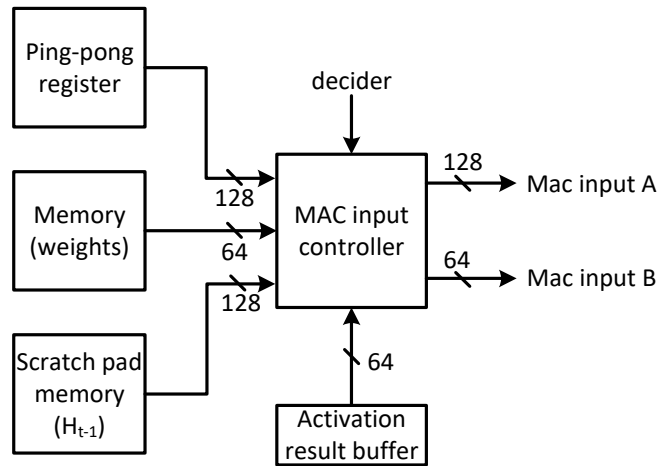 Ping-pong
register
decider
128
128
Mac input A
Memory
(weights)
64
MAC input
controller
128
64
Mac input B
Scratch pad
memory
(Ht-1)
64
Activation
result buffer